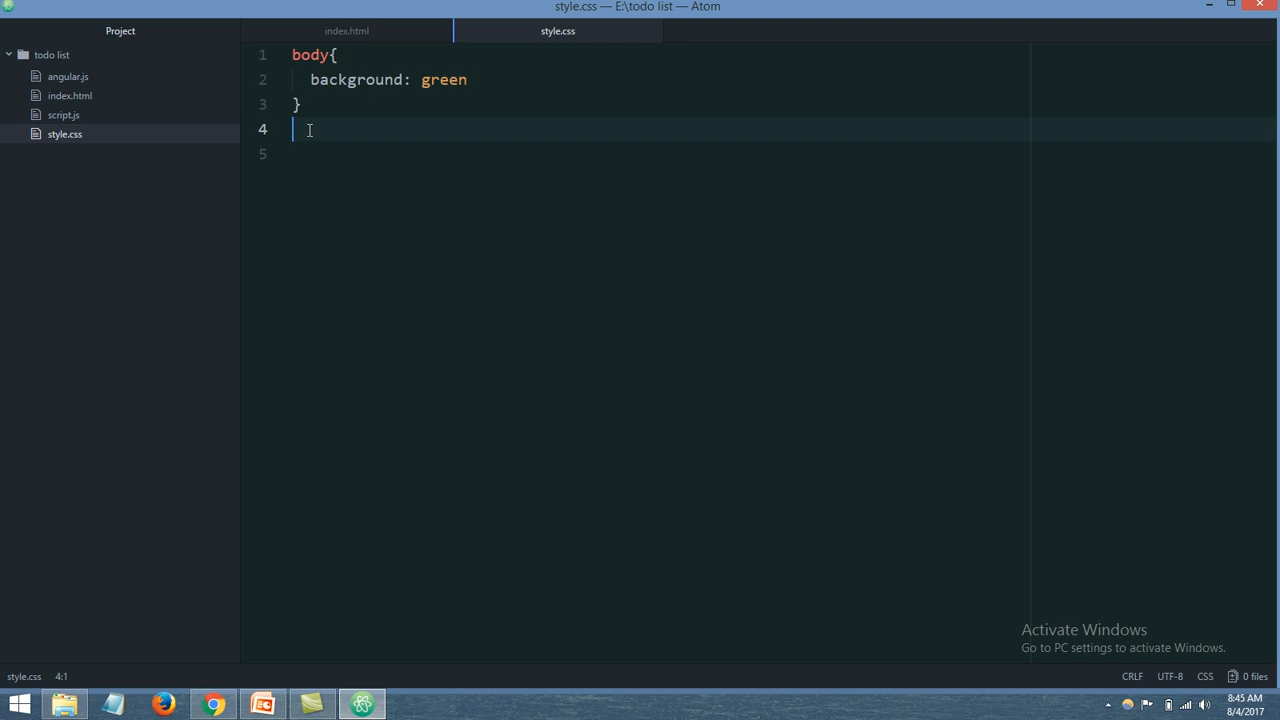 style.css — E:\todo list — Atom
Project
index.html
style.css
todo list
angular.js
index.html
script.js
style.css
1 body{
2 background: green
3 }
4
5
Activate Windows
Go to PC settings to activate Windows.
style.css 4:1
CRLF UTF-8 CSS 0 files
8:45 AM
8/4/2017